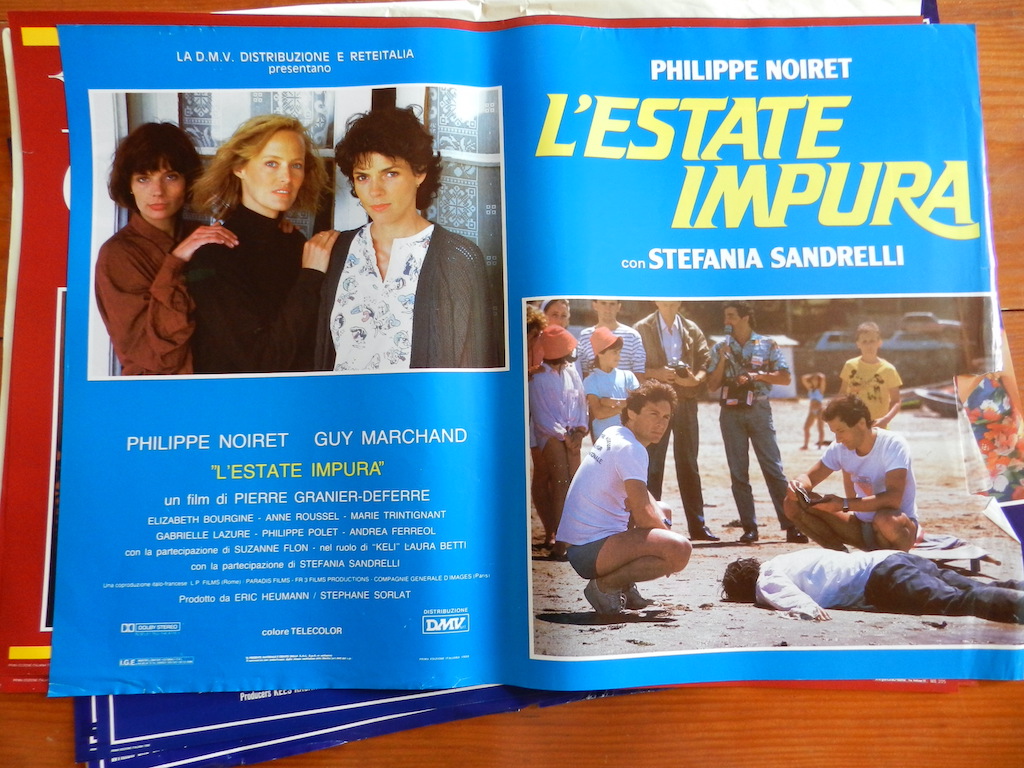 LA D.M.V. DISTRIBUZIONE E RETEITALIA
presentano
PHILIPPE NOIRET
L'ESTATE
IMPURA
con STEFANIA SANDRELLI
PHILIPPE NOIRET GUY MARCHAND
"L'ESTATE IMPURA"
un film di PIERRE GRANIER-DEFERRE
ELIZABETH BOURGINE - ANNE ROUSSEL - MARIE TRINTIGNANT
GABRIELLE LAZURE - PHILIPPE POLET - ANDREA FERREOL
con la partecipazione di SUZANNE FLON - nel ruolo di "KELI" LAURA BETTI
con la partecipazione di STEFANIA SANDRELLI
Una coproduzione italo-francese L.P. FILMS (Rome) PARADIS FILMS - FR 3 FILMS PRODUCTIONS - COMPAGNIE GENERALE D'IMAGES (Paris)
Prodotto da ERIC HEUMANN / STEPHANE SORLAT
DOLBY STEREO
colore TELECOLOR
DISTRIBUZIONE
DMV
I.G.E.
Producers KEES